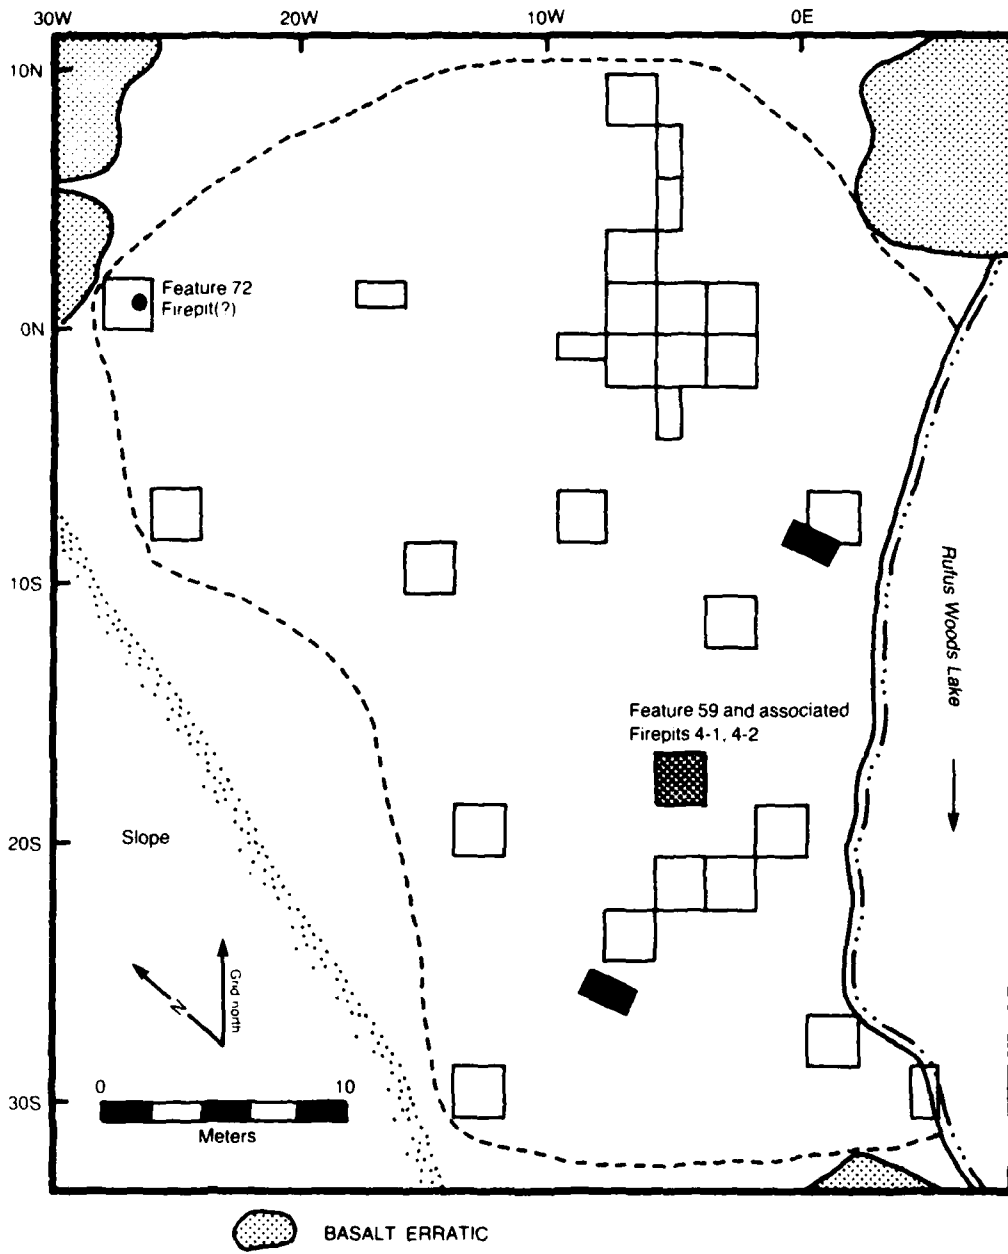 30W 20W 10W 0E
10N
Feature 72
Firepit(?)
0N
10S
Rufus Woods Lake
Feature 59 and associated
Firepits 4-1, 4-2
20S
Slope
N
Grid north
0 10
30S
Meters
BASALT ERRATIC